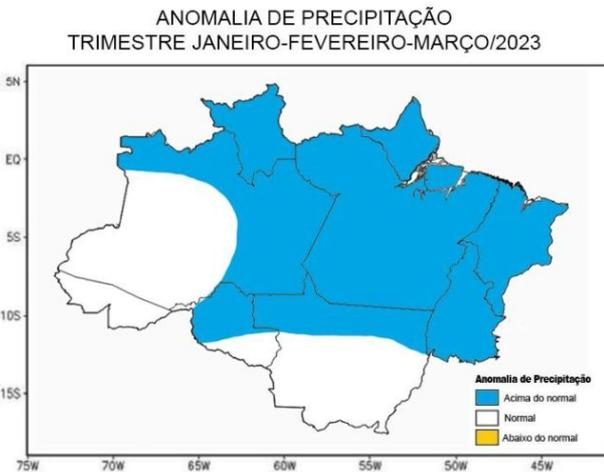 ANOMALIA DE PRECIPITAÇÃO
TRIMESTRE JANEIRO-FEVEREIRO-MARÇO/2023
5N
EQ
5S
10S
15S
75W 70W 65W 60W 55W 50W 45W
Anomalia de Precipitação
Acima do normal
Normal
Abaixo do normal